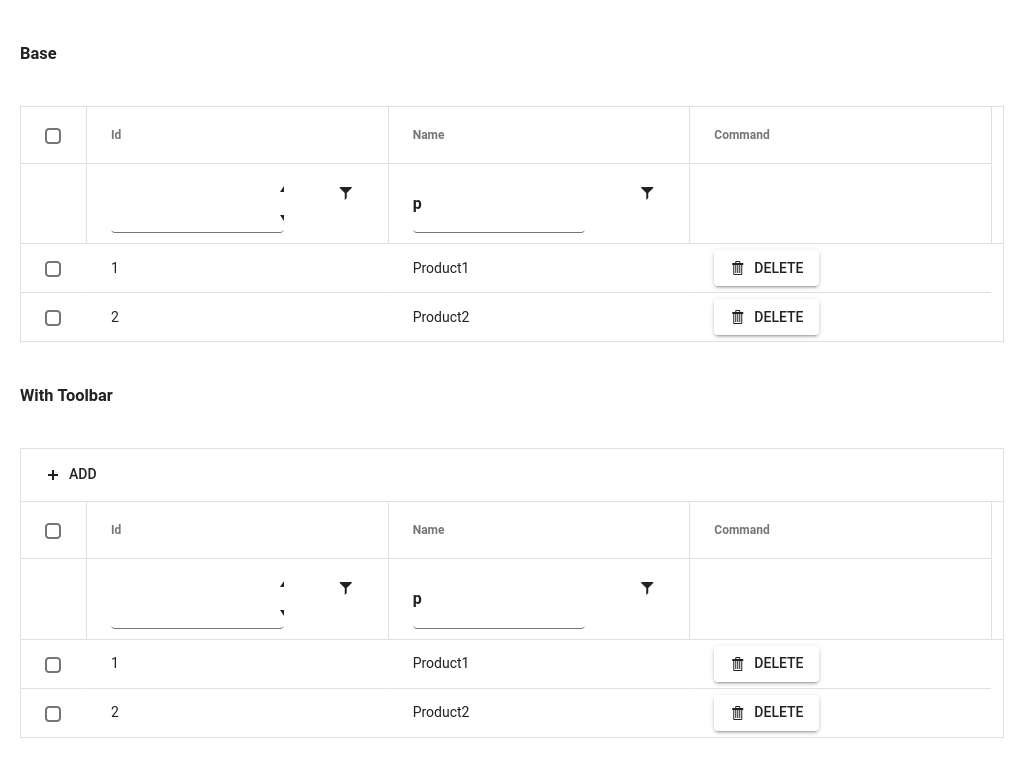 Base
Id Name Command
p
1 Product1 DELETE
2 Product2 DELETE
With Toolbar
ADD
Id Name Command
p
1 Product1 DELETE
2 Product2 DELETE